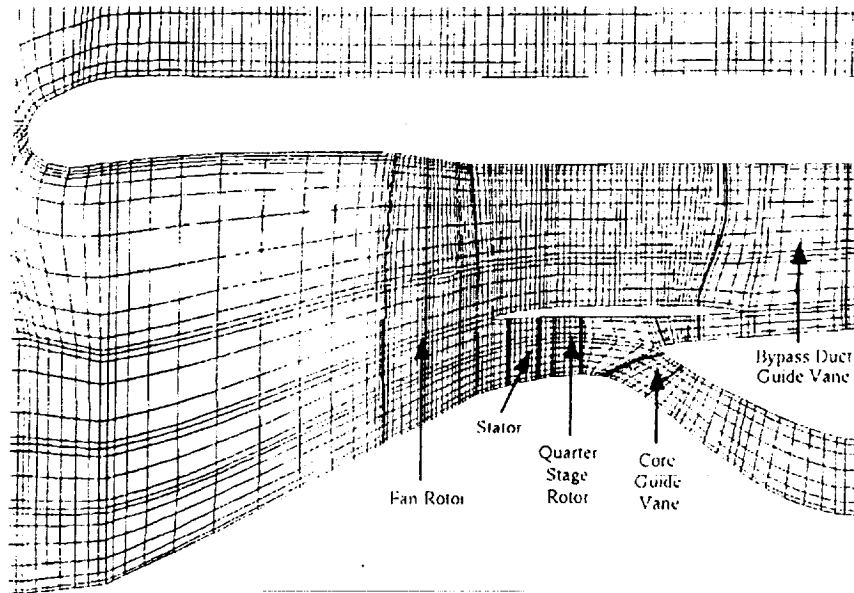 Fan Rotor
Stator
Quarter
Stage
Rotor
Core
Guide
Vane
Bypass Duct
Guide Vane